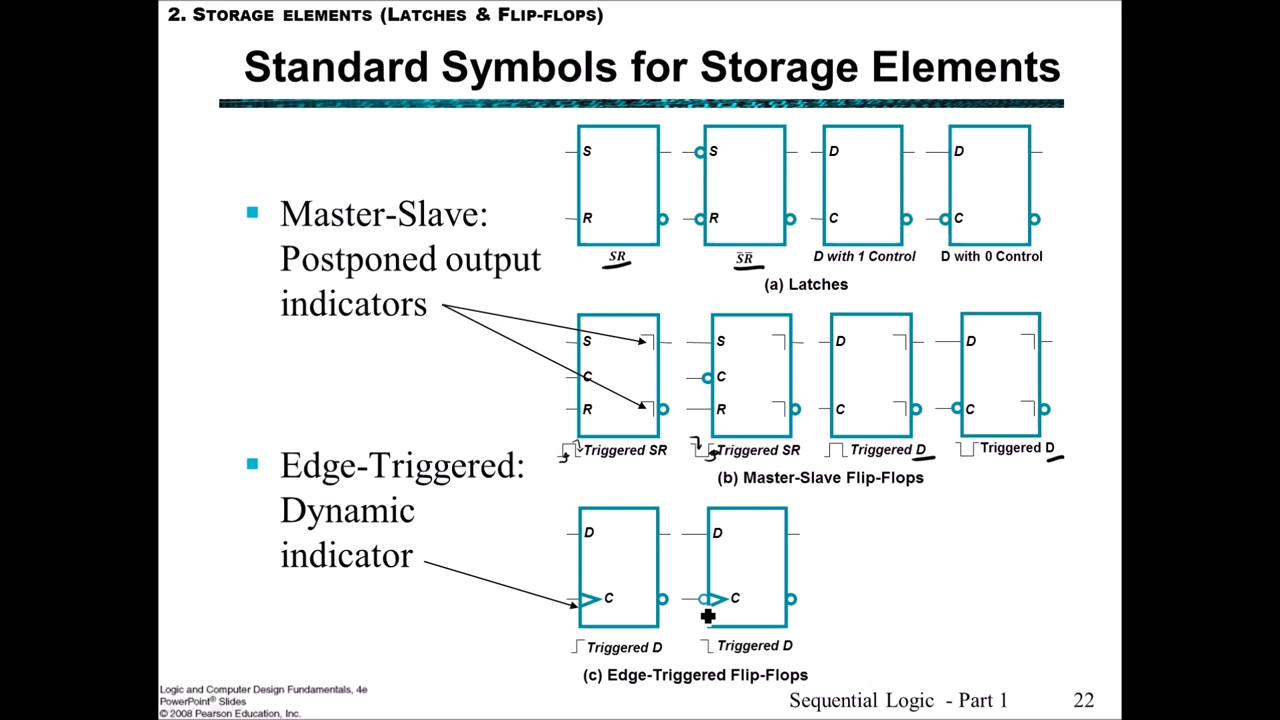 2. STORAGE ELEMENTS (LATCHES & FLIP-FLOPS)
Standard Symbols for Storage Elements
Master-Slave:
Postponed output
indicators
Edge-Triggered:
Dynamic
indicator
S S D D
R R C C
SR S̅R̅ D with 1 Control D with 0 Control
(a) Latches
S S D D
C C
R R C C
Triggered SR Triggered SR Triggered D Triggered D
(b) Master-Slave Flip-Flops
D D
C C
Triggered D Triggered D
(c) Edge-Triggered Flip-Flops
Logic and Computer Design Fundamentals, 4e
PowerPoint® Slides
© 2008 Pearson Education, Inc.
Sequential Logic - Part 1 22